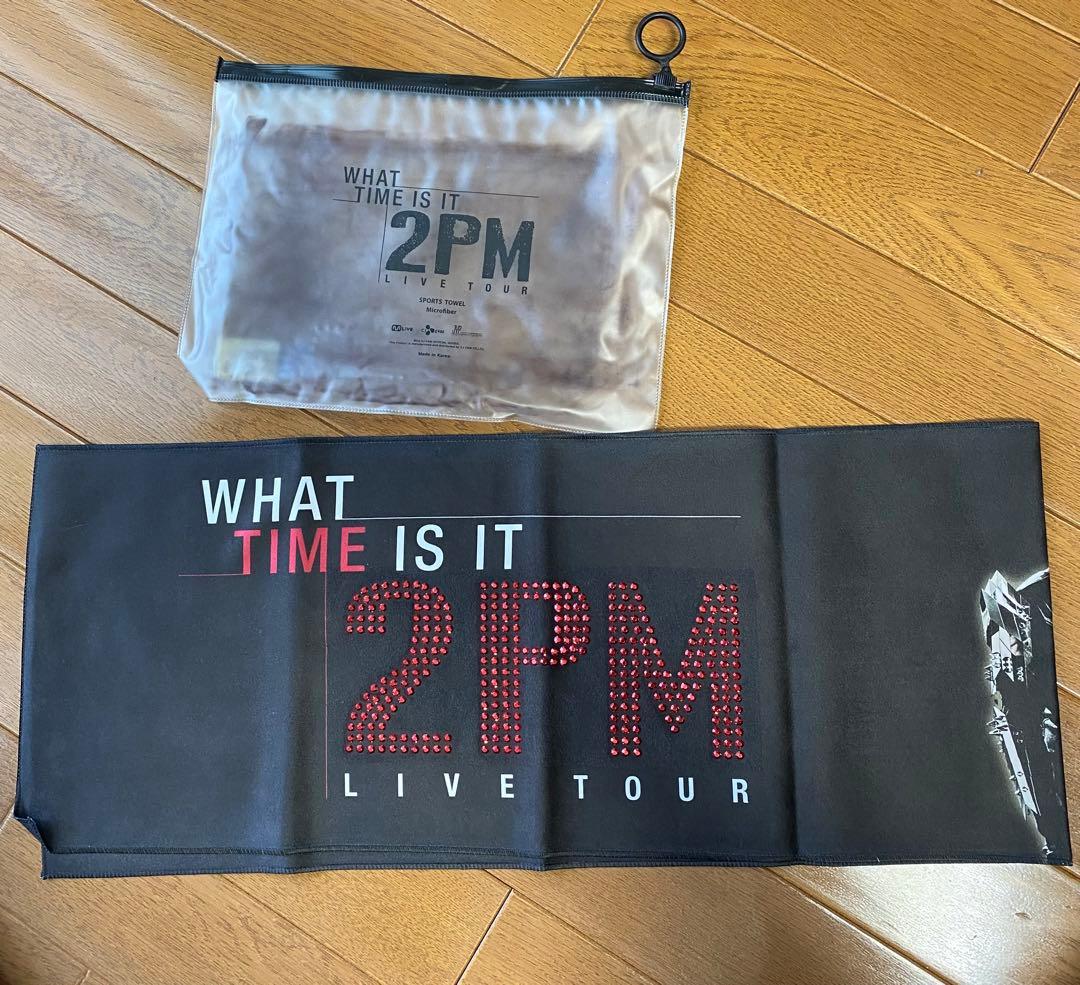 WHAT
TIME IS IT
2PM
LIVE TOUR
SPORTS TOWEL
Microfiber
LIVE
Made in Korea
WHAT
TIME IS IT
2PM
LIVE TOUR